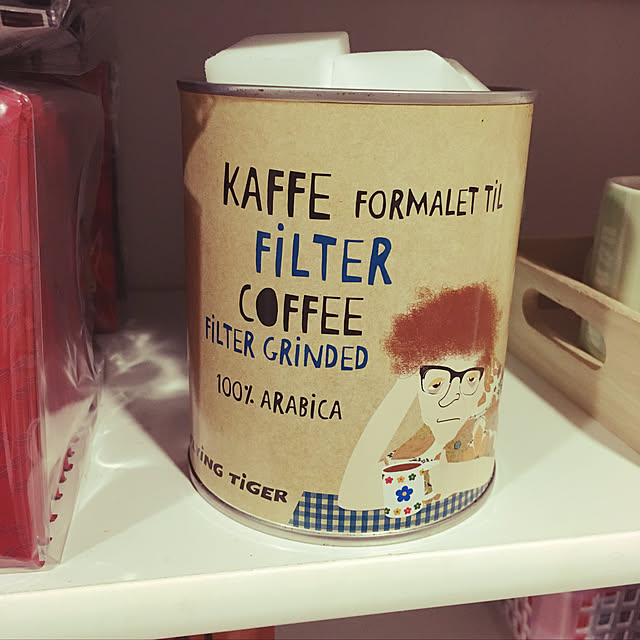 KAFFE FORMALET TIL
FILTER
COFFEE
FILTER GRINDED
100% ARABICA
TIGER